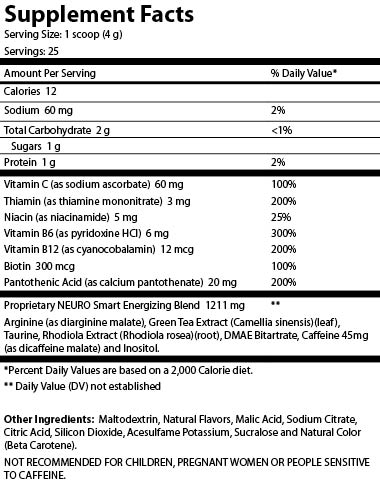 Supplement Facts
Serving Size: 1 scoop (4 g)
Servings: 25
Amount Per Serving % Daily Value*
Calories 12
Sodium 60 mg 2%
Total Carbohydrate 2 g <1%
Sugars 1 g
Protein 1 g 2%
Vitamin C (as sodium ascorbate) 60 mg 100%
Thiamin (as thiamine mononitrate) 3 mg 200%
Niacin (as niacinamide) 5 mg 25%
Vitamin B6 (as pyridoxine HCl) 6 mg 300%
Vitamin B12 (as cyanocobalamin) 12 mcg 200%
Biotin 300 mcg 100%
Pantothenic Acid (as calcium pantothenate) 20 mg 200%
Proprietary NEURO Smart Energizing Blend 1211 mg **
Arginine (as diarginine malate), Green Tea Extract (Camellia sinensis)(leaf),
Taurine, Rhodiola Extract (Rhodiola rosea)(root), DMAE Bitartrate, Caffeine 45mg
(as dicaffeine malate) and Inositol.
*Percent Daily Values are based on a 2,000 Calorie diet.
** Daily Value (DV) not established
Other Ingredients: Maltodextrin, Natural Flavors, Malic Acid, Sodium Citrate,
Citric Acid, Silicon Dioxide, Acesulfame Potassium, Sucralose and Natural Color
(Beta Carotene).
NOT RECOMMENDED FOR CHILDREN, PREGNANT WOMEN OR PEOPLE SENSITIVE
TO CAFFEINE.